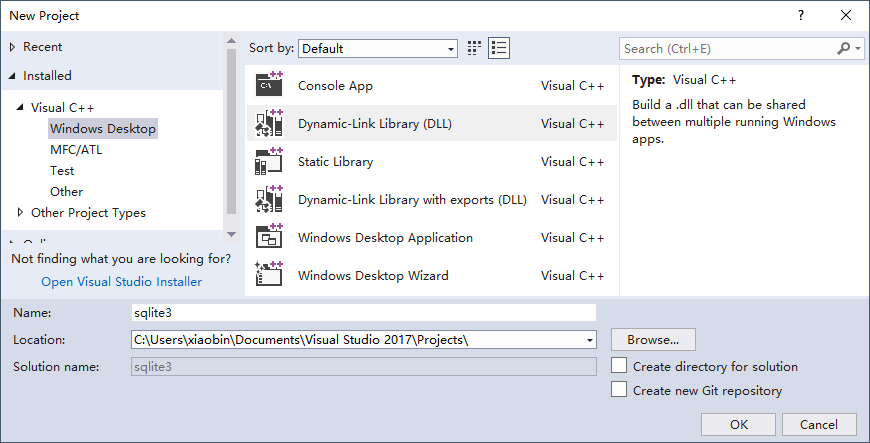 New Project
?
Recent
Installed
Visual C++
Windows Desktop
MFC/ATL
Test
Other
Other Project Types
Not finding what you are looking for?
Open Visual Studio Installer
Sort by: Default
Console App Visual C++
Dynamic-Link Library (DLL) Visual C++
Static Library Visual C++
Dynamic-Link Library with exports (DLL) Visual C++
Windows Desktop Application Visual C++
Windows Desktop Wizard Visual C++
Search (Ctrl+E)
Type: Visual C++
Build a .dll that can be shared
between multiple running Windows
apps.
Name: sqlite3
Location: C:\Users\xiaobin\Documents\Visual Studio 2017\Projects\ Browse...
Solution name: sqlite3
Create directory for solution
Create new Git repository
OK Cancel